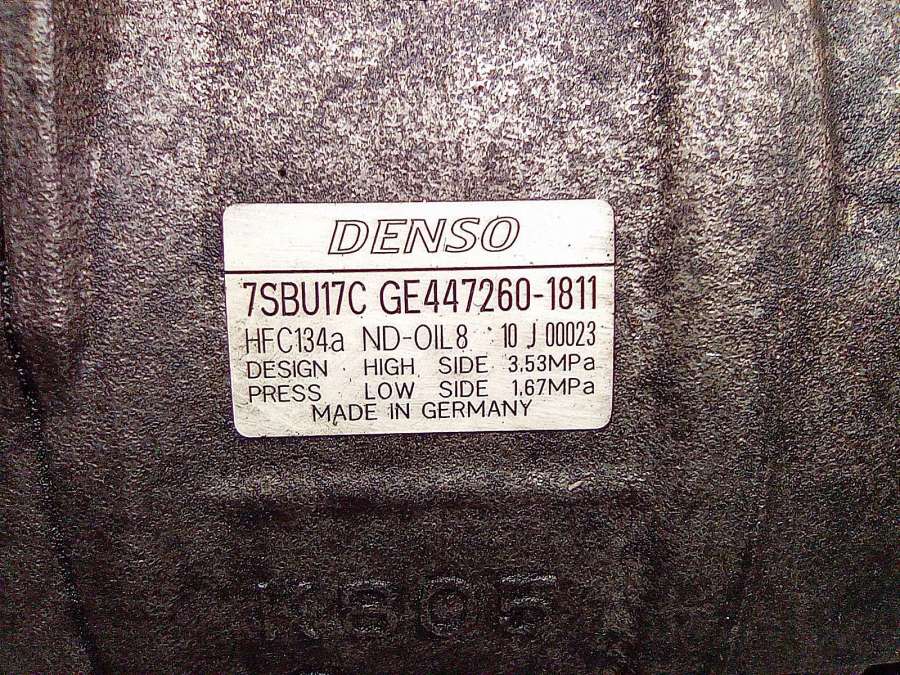 DENSO
7SBU17C GE447260-1811
HFC134a ND-OIL8 10 J 00023
DESIGN HIGH SIDE 3.53MPa
PRESS LOW SIDE 1.67MPa
MADE IN GERMANY